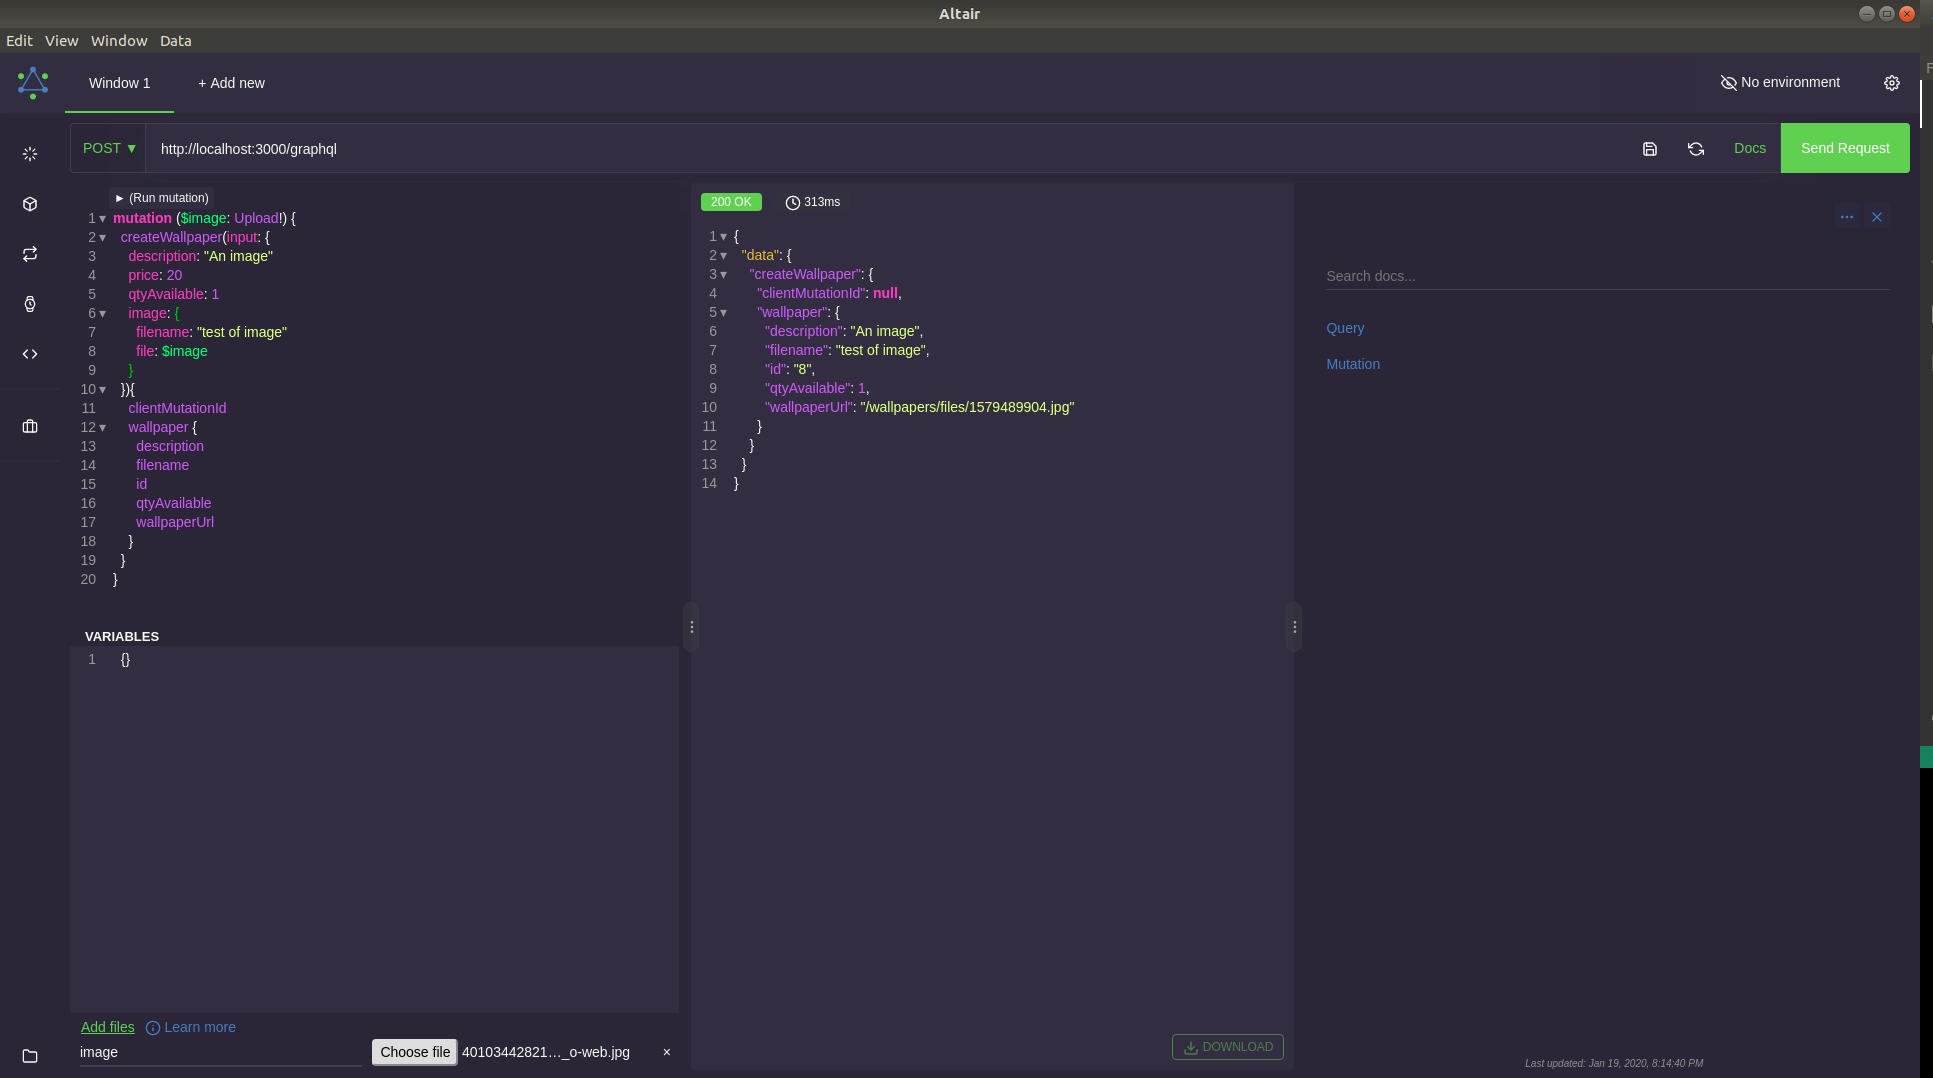 Altair
Edit View Window Data
Window 1 + Add new No environment
POST ▼ http://localhost:3000/graphql Docs Send Request
► (Run mutation)
1 ▾ mutation ($image: Upload!) {
2 ▾ createWallpaper(input: {
3 description: "An image"
4 price: 20
5 qtyAvailable: 1
6 ▾ image: {
7 filename: "test of image"
8 file: $image
9 }
10 ▾ }){
11 clientMutationId
12 ▾ wallpaper {
13 description
14 filename
15 id
16 qtyAvailable
17 wallpaperUrl
18 }
19 }
20 }
VARIABLES
1 {}
Add files Learn more
image Choose file 40103442821…_o-web.jpg ×
200 OK 313ms
1 ▾ {
2 ▾ "data": {
3 ▾ "createWallpaper": {
4 "clientMutationId": null,
5 ▾ "wallpaper": {
6 "description": "An image",
7 "filename": "test of image",
8 "id": "8",
9 "qtyAvailable": 1,
10 "wallpaperUrl": "/wallpapers/files/1579489904.jpg"
11 }
12 }
13 }
14 }
DOWNLOAD
Search docs...
Query
Mutation
Last updated: Jan 19, 2020, 8:14:40 PM